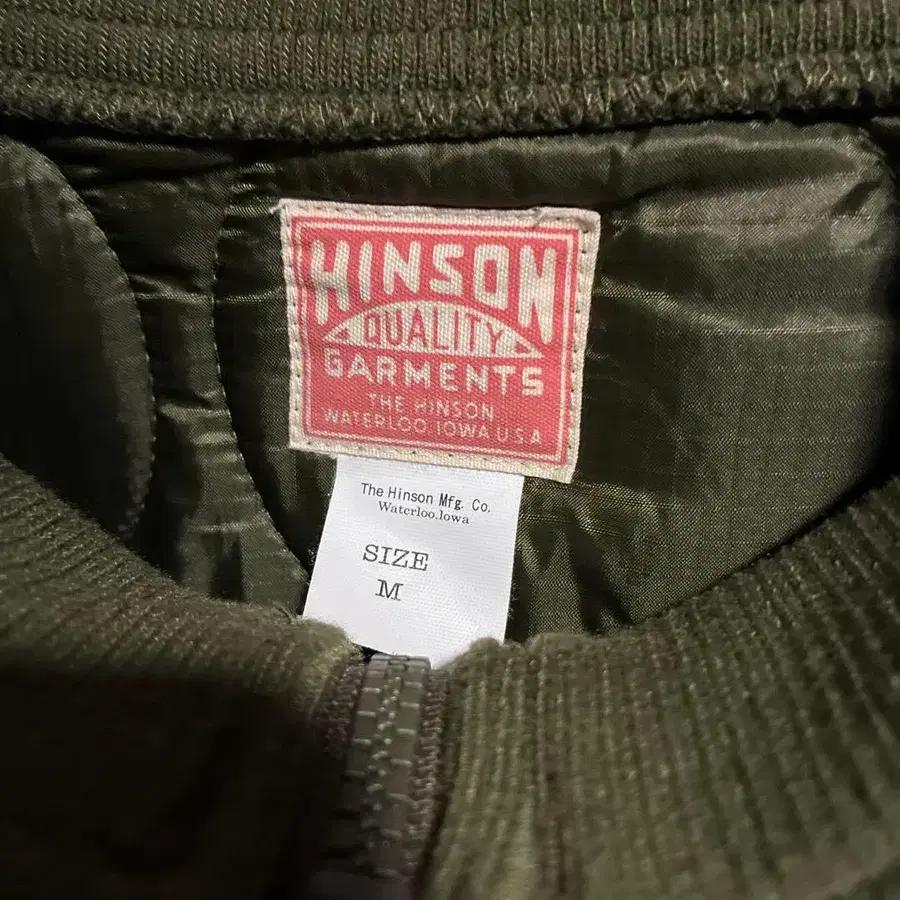 HINSON
QUALITY
GARMENTS
THE HINSON
WATERLOO IOWA U.S.A
The Hinson Mfg. Co.
Waterloo.Iowa
SIZE
M